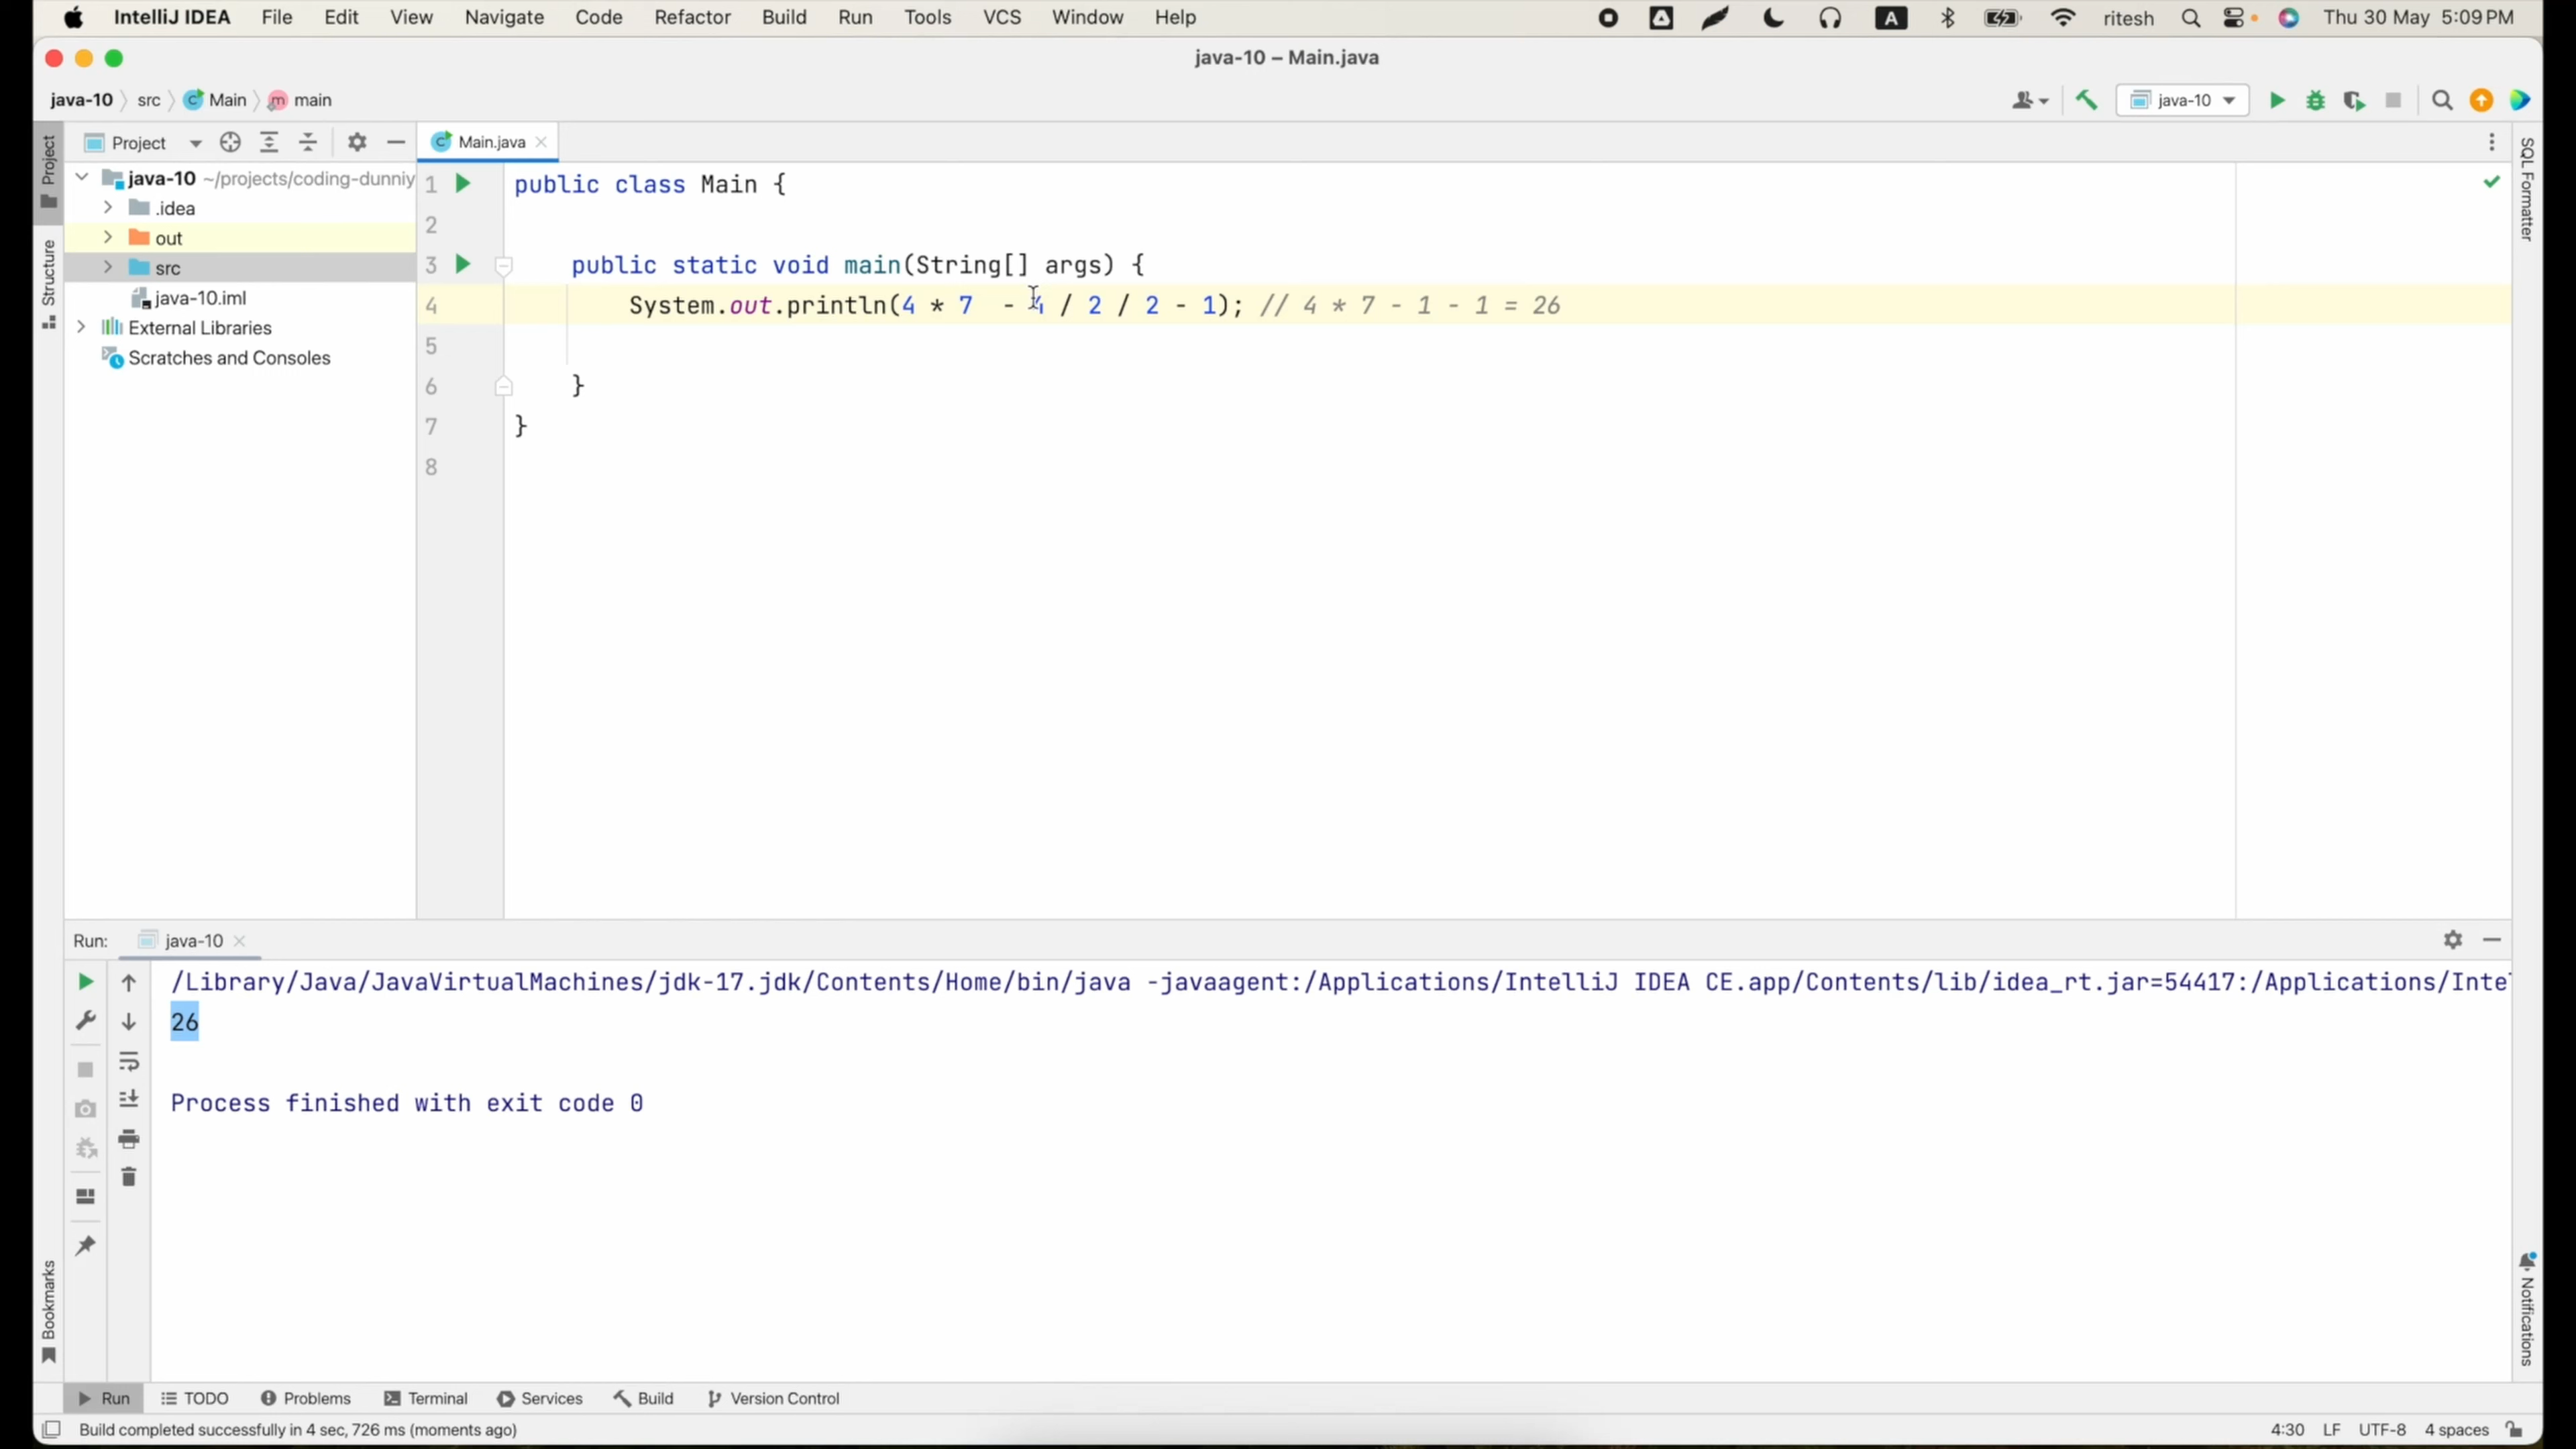 IntelliJ IDEA File Edit View Navigate Code Refactor Build Run Tools VCS Window Help A ritesh Thu 30 May 5:09 PM
java-10 – Main.java
java-10 src Main main java-10
Project Project Main.java
java-10 ~/projects/coding-dunniy
.idea
out
src
java-10.iml
External Libraries
Scratches and Consoles
Structure
1 public class Main {
2
3 public static void main(String[] args) {
4 System.out.println(4 * 7  - 4 / 2 / 2 - 1); // 4 * 7 - 1 - 1 = 26
5
6 }
7 }
8
SQL Formatter
Run: java-10
/Library/Java/JavaVirtualMachines/jdk-17.jdk/Contents/Home/bin/java -javaagent:/Applications/IntelliJ IDEA CE.app/Contents/lib/idea_rt.jar=54417:/Applications/Inte
26
Process finished with exit code 0
Bookmarks
Notifications
Run TODO Problems Terminal Services Build Version Control
Build completed successfully in 4 sec, 726 ms (moments ago) 4:30 LF UTF-8 4 spaces